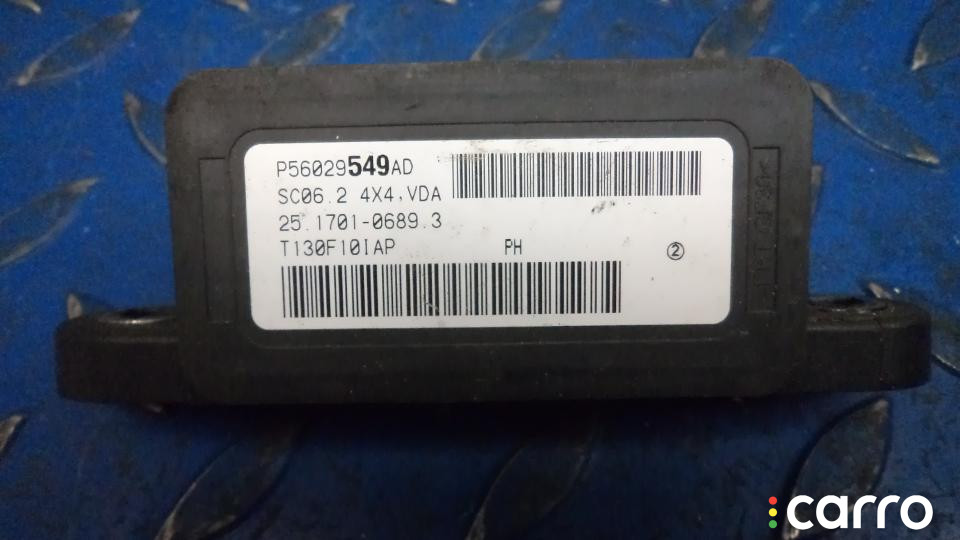 P56029549AD
SC06.2 4X4,VDA
25.1701-0689.3
T130F10IAP PH ②
carro